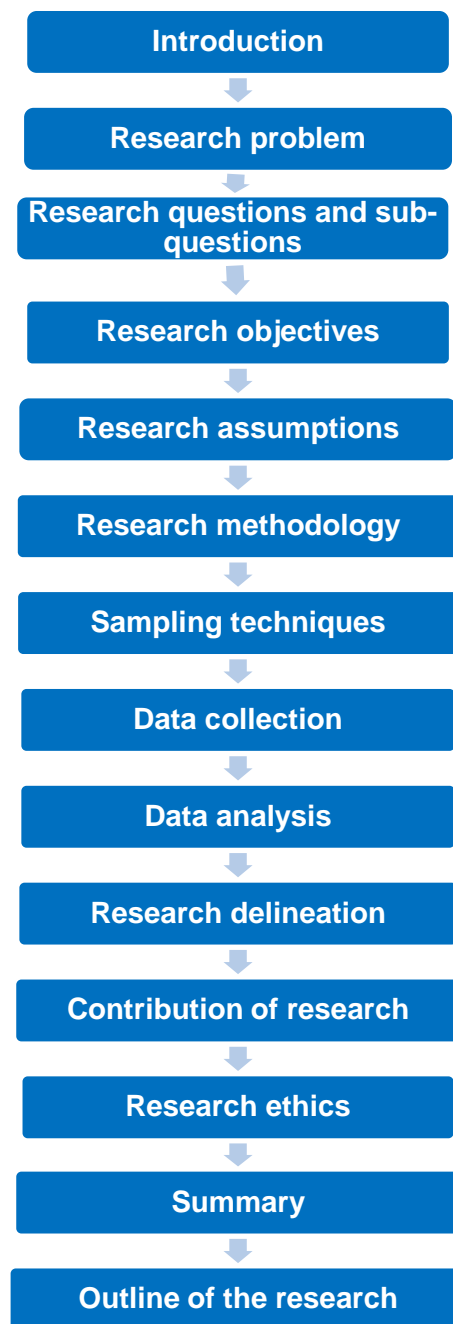 Introduction
Research problem
Research questions and sub-
questions
Research objectives
Research assumptions
Research methodology
Sampling techniques
Data collection
Data analysis
Research delineation
Contribution of research
Research ethics
Summary
Outline of the research